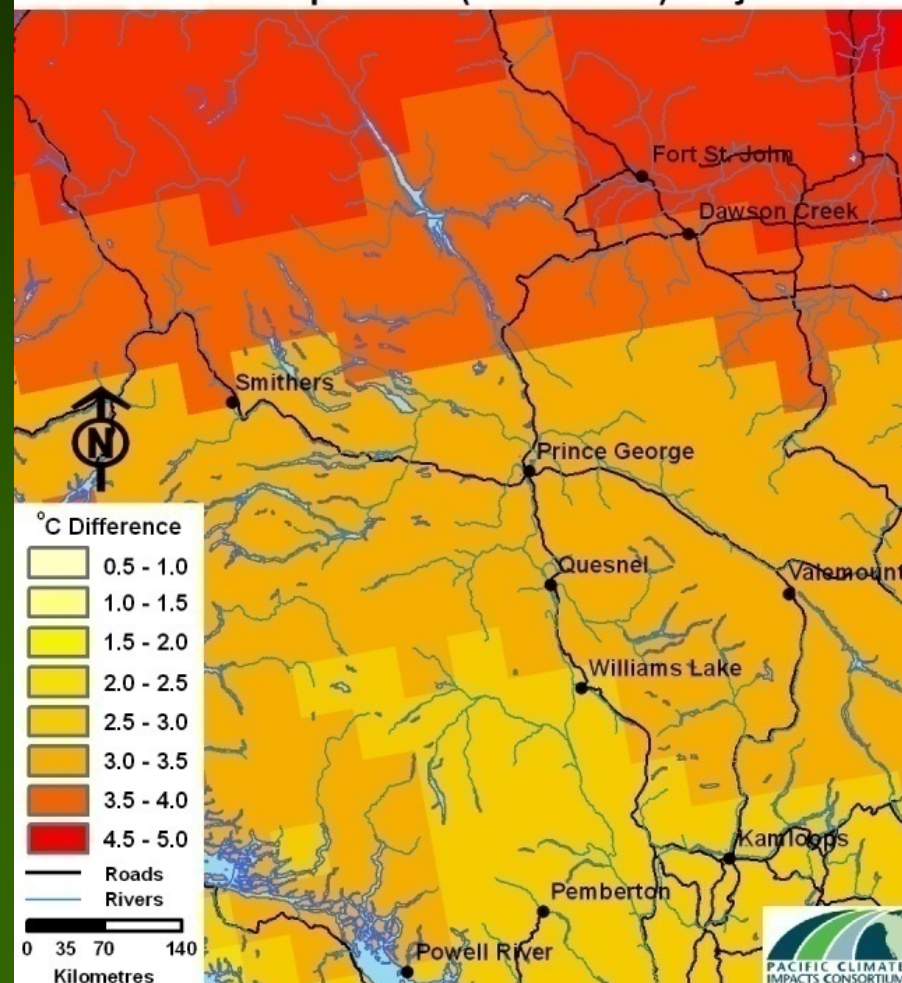 Fort St. John
Dawson Creek
Smithers
N
Prince George
°C Difference
0.5 - 1.0
1.0 - 1.5
1.5 - 2.0
2.0 - 2.5
2.5 - 3.0
3.0 - 3.5
3.5 - 4.0
4.5 - 5.0
Roads
Rivers
0 35 70 140
Kilometres
Quesnel
Valemount
Williams Lake
Kamloops
Pemberton
Powell River
PACIFIC CLIMATE
IMPACTS CONSORTIUM